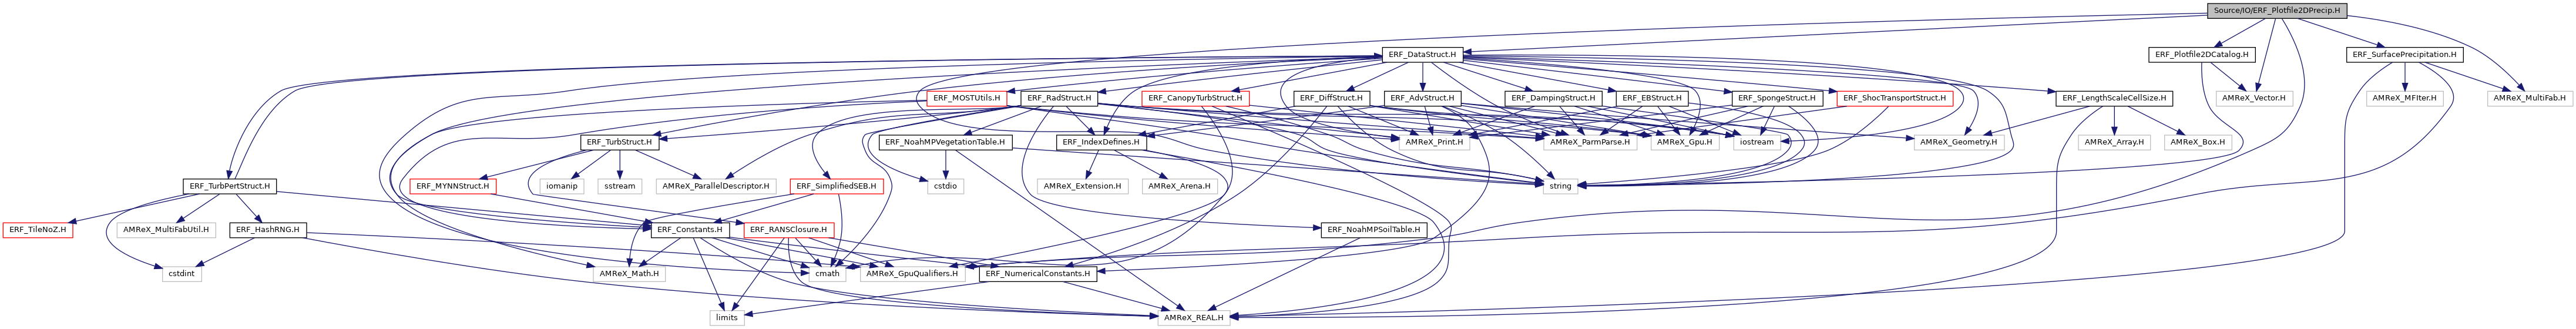 Source/IO/ERF_Plotfile2DPrecip.H
ERF_DataStruct.H
ERF_Plotfile2DCatalog.H
ERF_SurfacePrecipitation.H
ERF_MOSTUtils.H
ERF_RadStruct.H
ERF_CanopyTurbStruct.H
ERF_DiffStruct.H
ERF_AdvStruct.H
ERF_DampingStruct.H
ERF_EBStruct.H
ERF_SpongeStruct.H
ERF_ShocTransportStruct.H
ERF_LengthScaleCellSize.H
AMReX_Vector.H
AMReX_MFIter.H
AMReX_MultiFab.H
ERF_TurbStruct.H
ERF_NoahMPVegetationTable.H
ERF_IndexDefines.H
AMReX_Print.H
AMReX_ParmParse.H
AMReX_Gpu.H
iostream
AMReX_Geometry.H
AMReX_Array.H
AMReX_Box.H
ERF_TurbPertStruct.H
ERF_MYNNStruct.H
iomanip
sstream
AMReX_ParallelDescriptor.H
ERF_SimplifiedSEB.H
cstdio
AMReX_Extension.H
AMReX_Arena.H
string
ERF_TileNoZ.H
AMReX_MultiFabUtil.H
ERF_HashRNG.H
ERF_Constants.H
ERF_RANSClosure.H
ERF_NoahMPSoilTable.H
cstdint
AMReX_Math.H
cmath
AMReX_GpuQualifiers.H
ERF_NumericalConstants.H
limits
AMReX_REAL.H